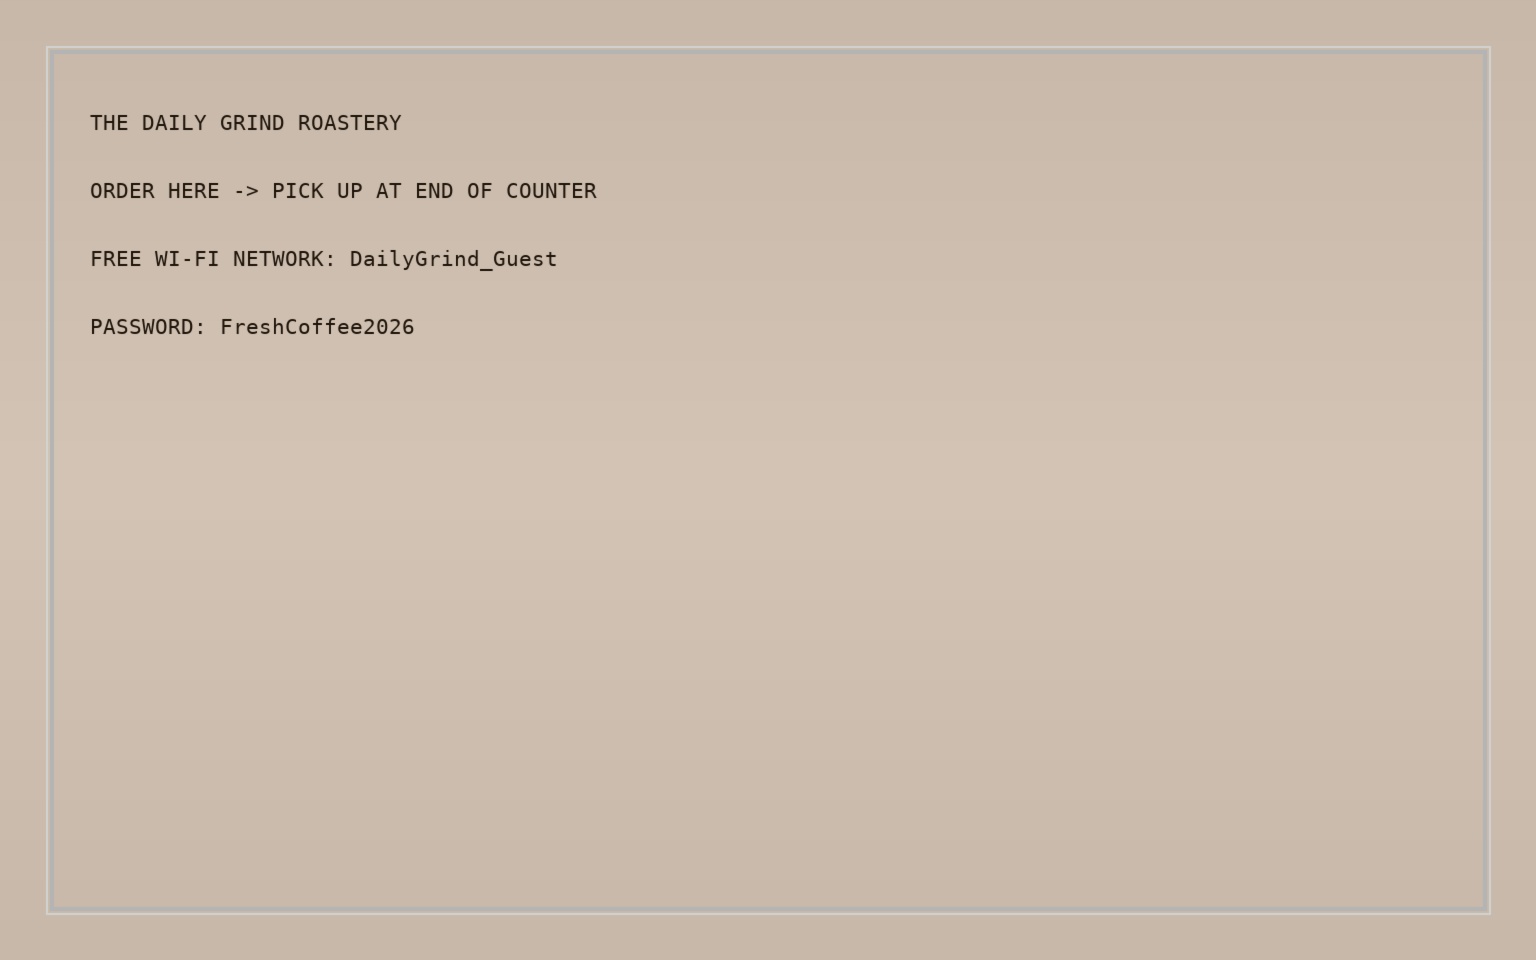 THE DAILY GRIND ROASTERY
ORDER HERE -> PICK UP AT END OF COUNTER
FREE WI-FI NETWORK: DailyGrind_Guest
PASSWORD: FreshCoffee2026